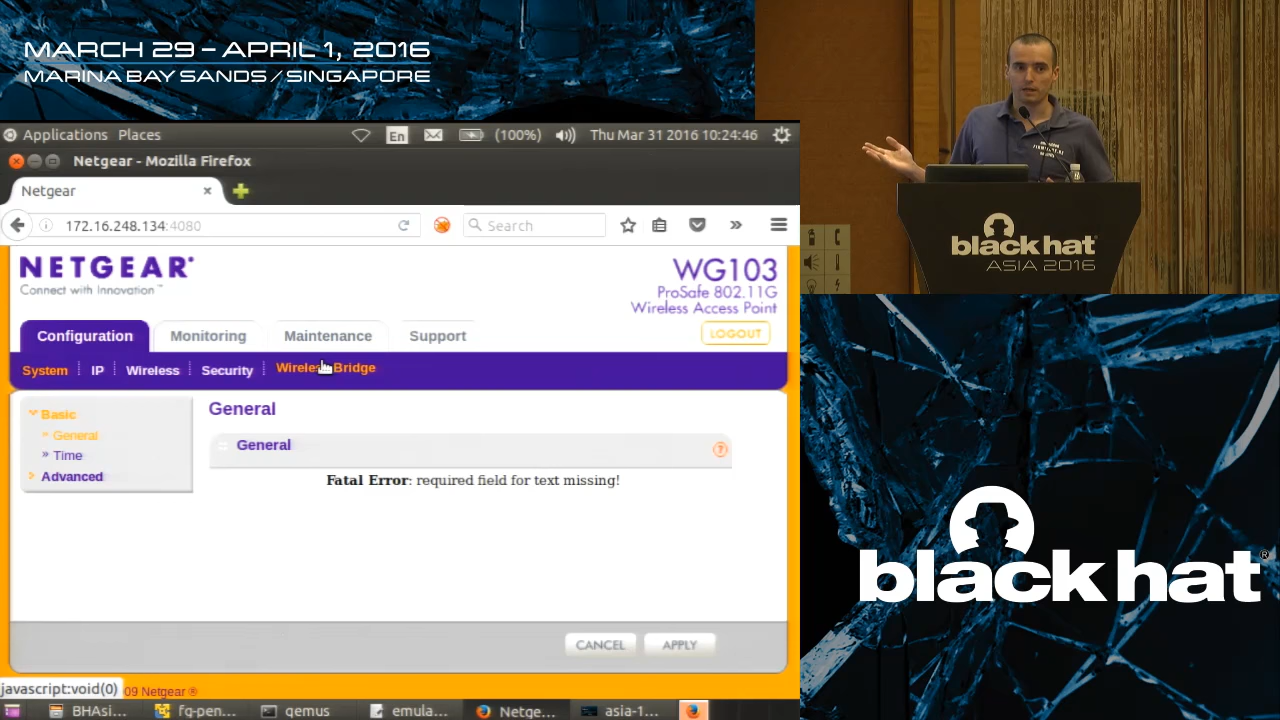 MARCH 29 – APRIL 1, 2016
MARINA BAY SANDS / SINGAPORE
Applications Places En (100%) Thu Mar 31 2016 10:24:46
Netgear - Mozilla Firefox
Netgear
172.16.248.134:4080 Search
NETGEAR®
Connect with Innovation™
WG103
ProSafe 802.11G
Wireless Access Point
Configuration Monitoring Maintenance Support LOGOUT
System IP Wireless Security Wireless Bridge
Basic
General
Time
Advanced
General
General ?
Fatal Error: required field for text missing!
CANCEL APPLY
javascript:void(0) 09 Netgear ®
BHAsi... fg-pen... qemus emula... Netge... asia-1...
black hat®
ASIA 2016
black hat®